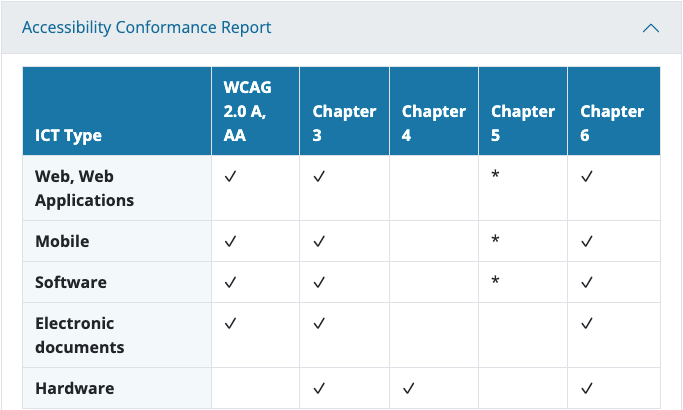 Accessibility Conformance Report
ICT Type
WCAG 2.0 A, AA
Chapter 3
Chapter 4
Chapter 5
Chapter 6
Web, Web Applications ✓ ✓ * ✓
Mobile ✓ ✓ * ✓
Software ✓ ✓ * ✓
Electronic documents ✓ ✓ ✓
Hardware ✓ ✓ ✓